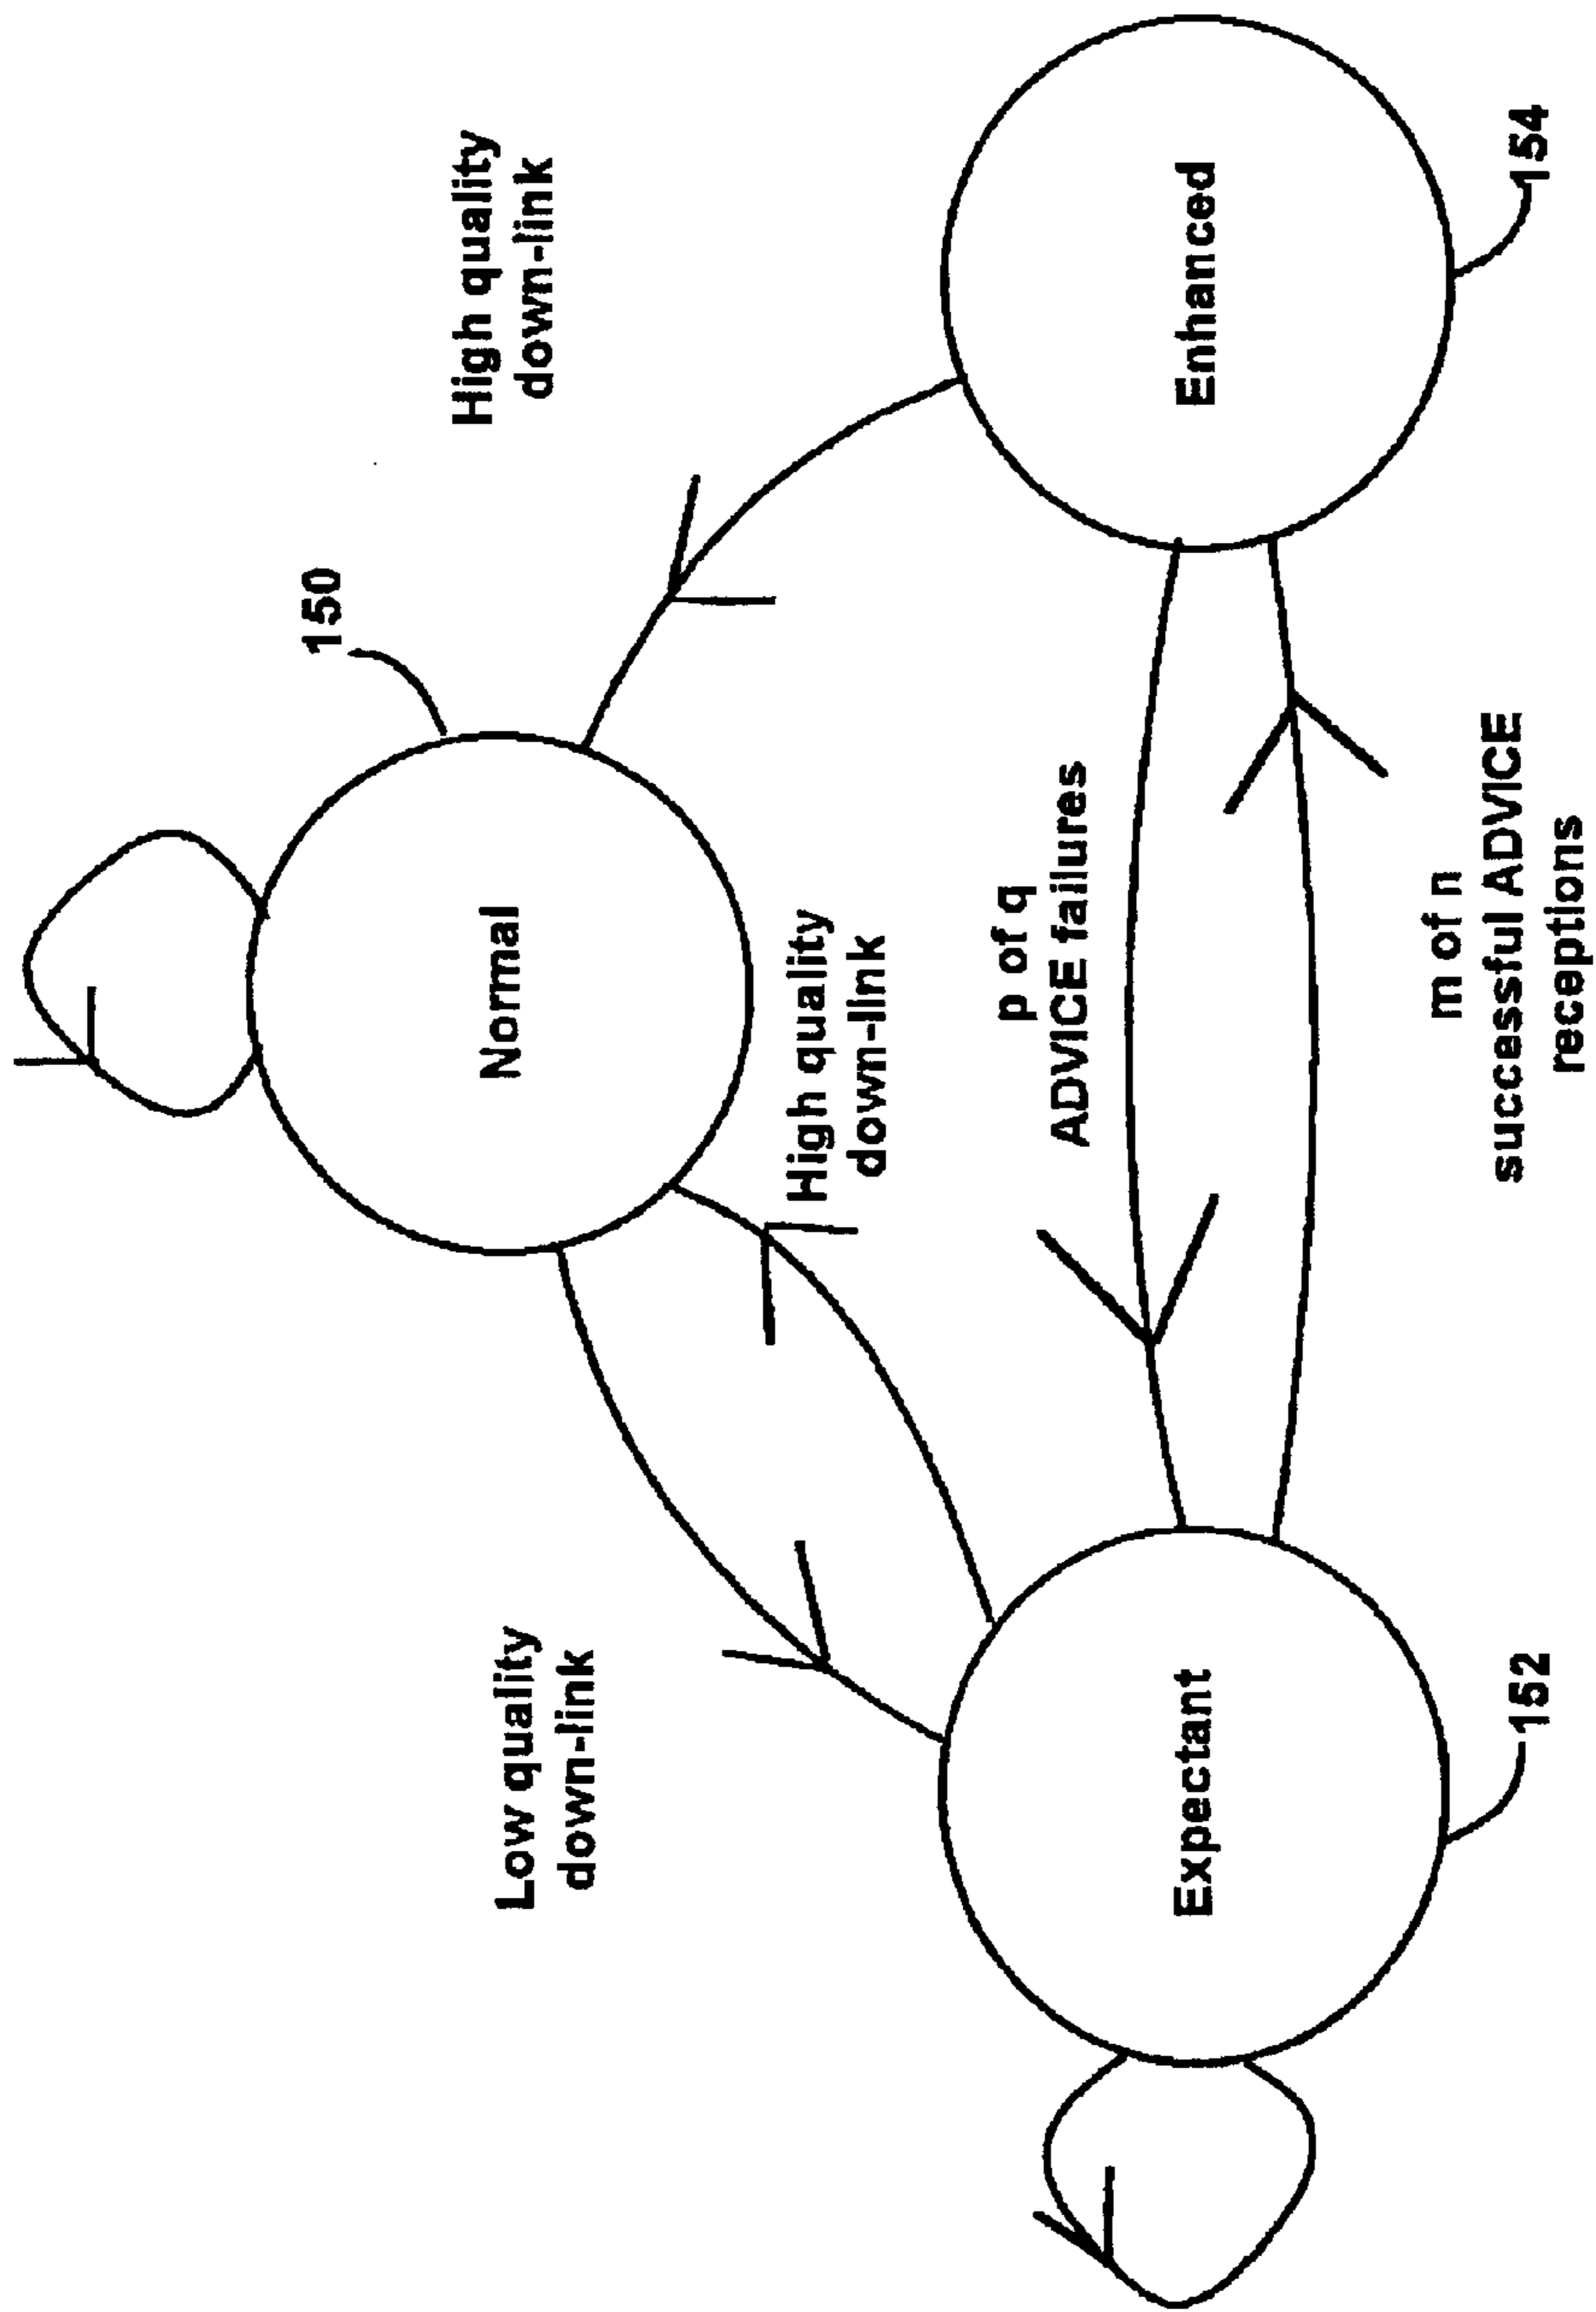 150
Normal
High quality
down-link
Low quality
down-link
High quality
down-link
p of q
ADVICE failures
Expectant
Enhanced
m of n
successful ADVICE
receptions
152
154